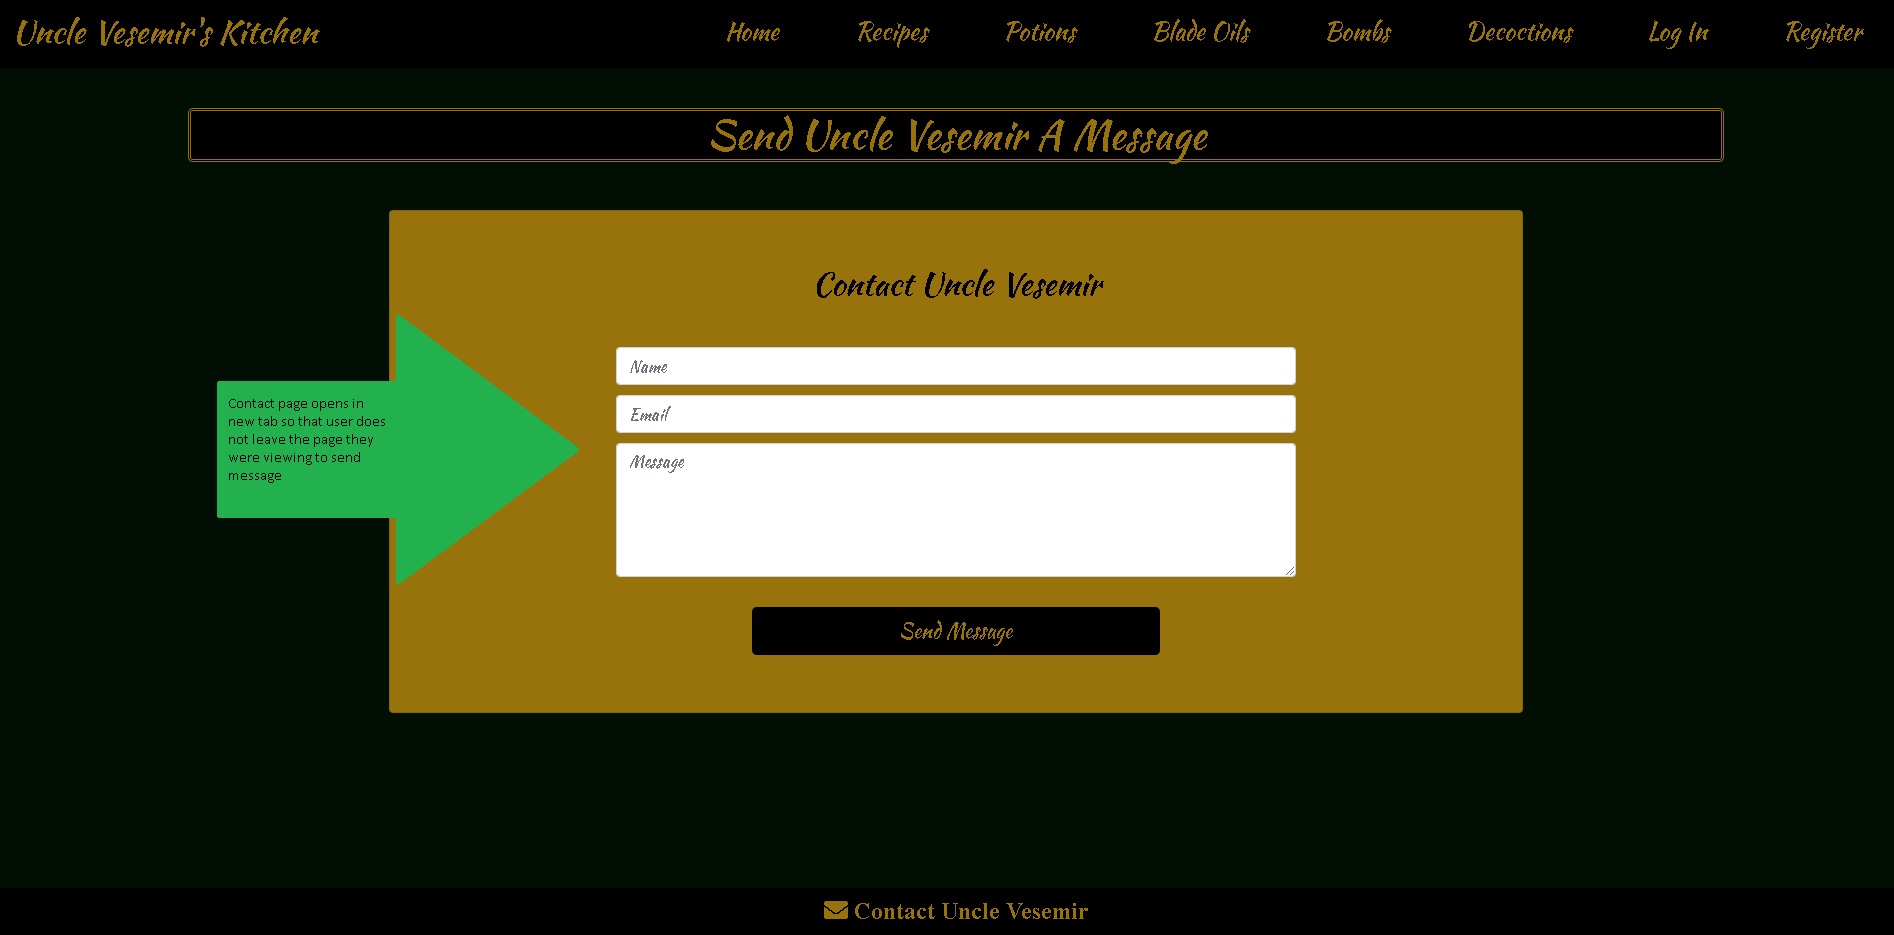 Uncle Vesemir's Kitchen
Home
Recipes
Potions
Blade Oils
Bombs
Decoctions
Log In
Register
Send Uncle Vesemir A Message
Contact Uncle Vesemir
Name
Email
Message
Contact page opens in
new tab so that user does
not leave the page they
were viewing to send
message
Send Message
Contact Uncle Vesemir